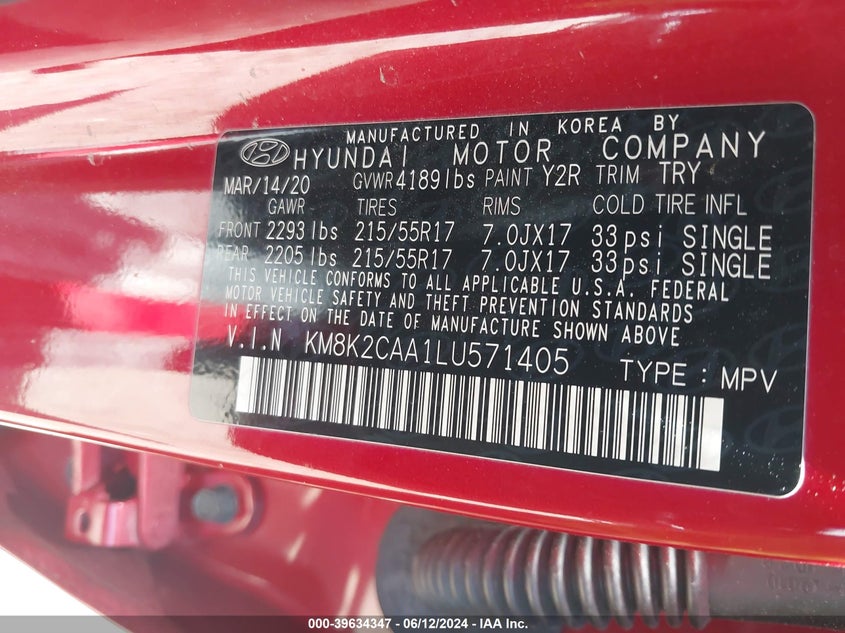 MANUFACTURED IN KOREA BY
HYUNDAI MOTOR COMPANY
MAR/14/20 GVWR 4189 lbs PAINT Y2R TRIM TRY
GAWR TIRES RIMS COLD TIRE INFL
FRONT 2293 lbs 215/55R17 7.0JX17 33psi SINGLE
REAR 2205 lbs 215/55R17 7.0JX17 33psi SINGLE
THIS VEHICLE CONFORMS TO ALL APPLICABLE U.S.A. FEDERAL
MOTOR VEHICLE SAFETY AND THEFT PREVENTION STANDARDS
IN EFFECT ON THE DATE OF MANUFACTURE SHOWN ABOVE
V.I.N KM8K2CAA1LU571405 TYPE : MPV
000-39634347 - 06/12/2024 - IAA Inc.